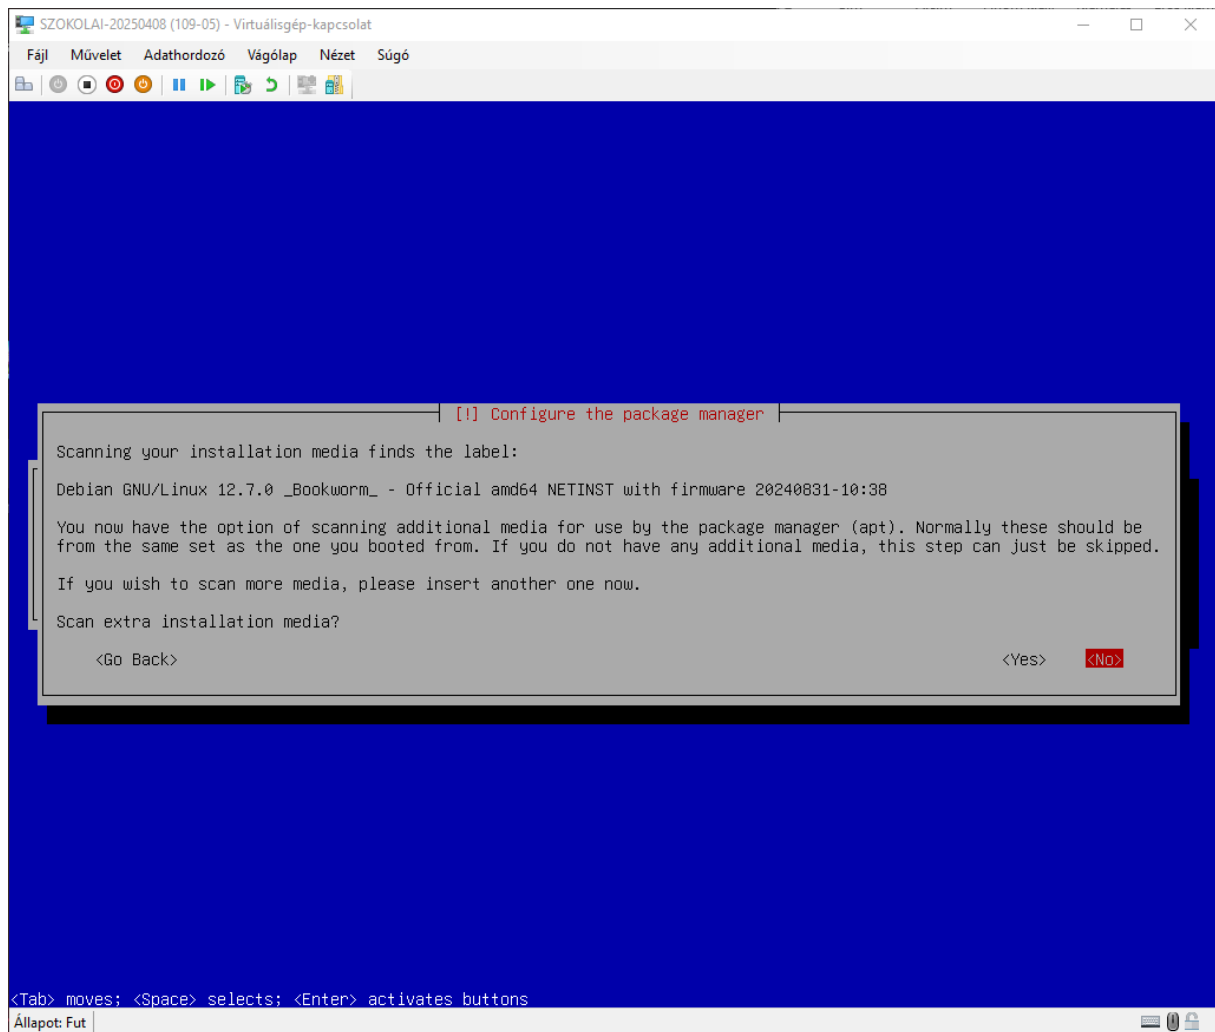 SZOKOLAI-20250408 (109-05) - Virtuálisgép-kapcsolat
Fájl Művelet Adathordozó Vágólap Nézet Súgó
[!] Configure the package manager
Scanning your installation media finds the label:
Debian GNU/Linux 12.7.0 _Bookworm_ - Official amd64 NETINST with firmware 20240831-10:38
You now have the option of scanning additional media for use by the package manager (apt). Normally these should be
from the same set as the one you booted from. If you do not have any additional media, this step can just be skipped.
If you wish to scan more media, please insert another one now.
Scan extra installation media?
<Go Back> <Yes> <No>
<Tab> moves; <Space> selects; <Enter> activates buttons
Állapot: Fut